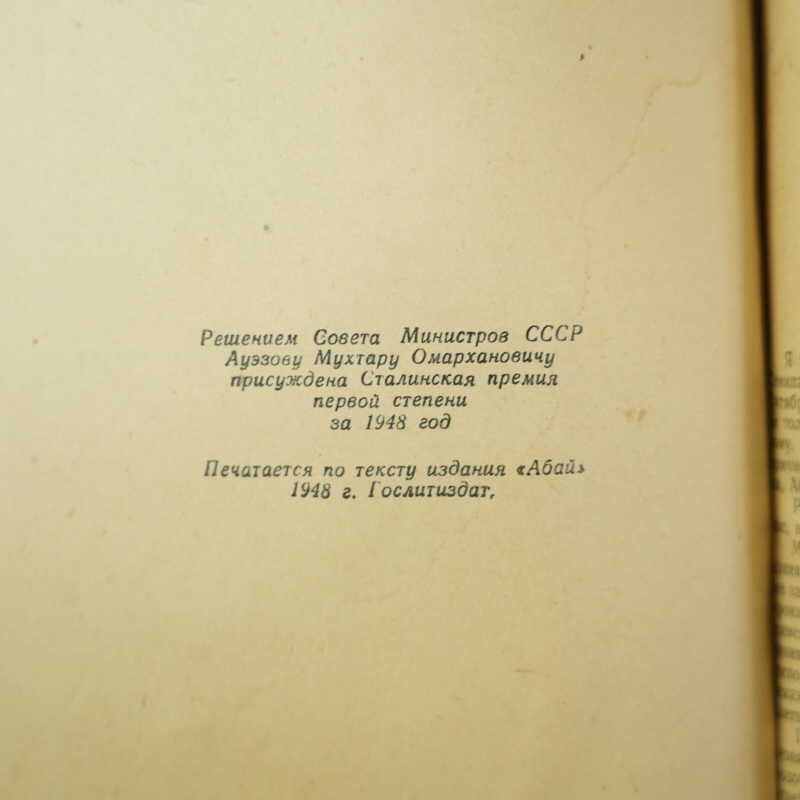 Решением Совета Министров СССР
Ауэзову Мухтару Омархановичу
присуждена Сталинская премия
первой степени
за 1948 год
Печатается по тексту издания «Абай»
1948 г. Гослитиздат,